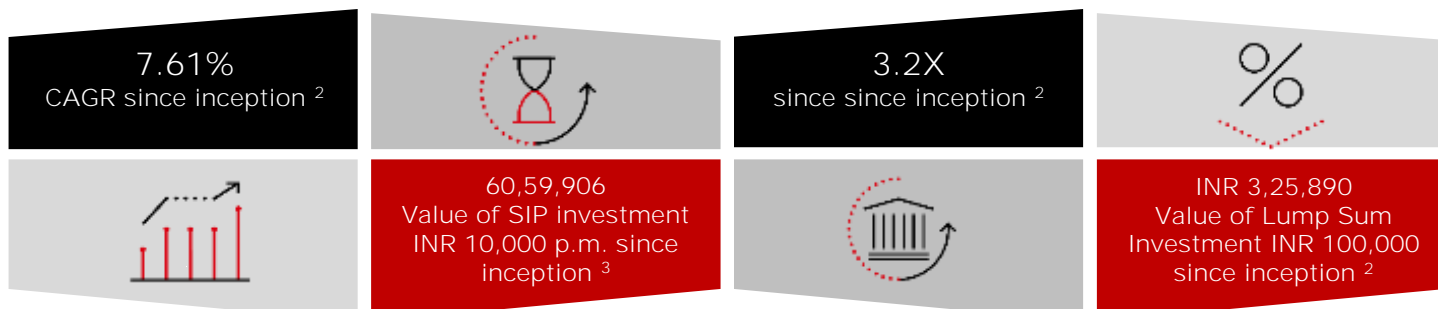 7.61%
CAGR since inception ²
3.2X
since since inception ²
60,59,906
Value of SIP investment
INR 10,000 p.m. since
inception ³
INR 3,25,890
Value of Lump Sum
Investment INR 100,000
since inception ²